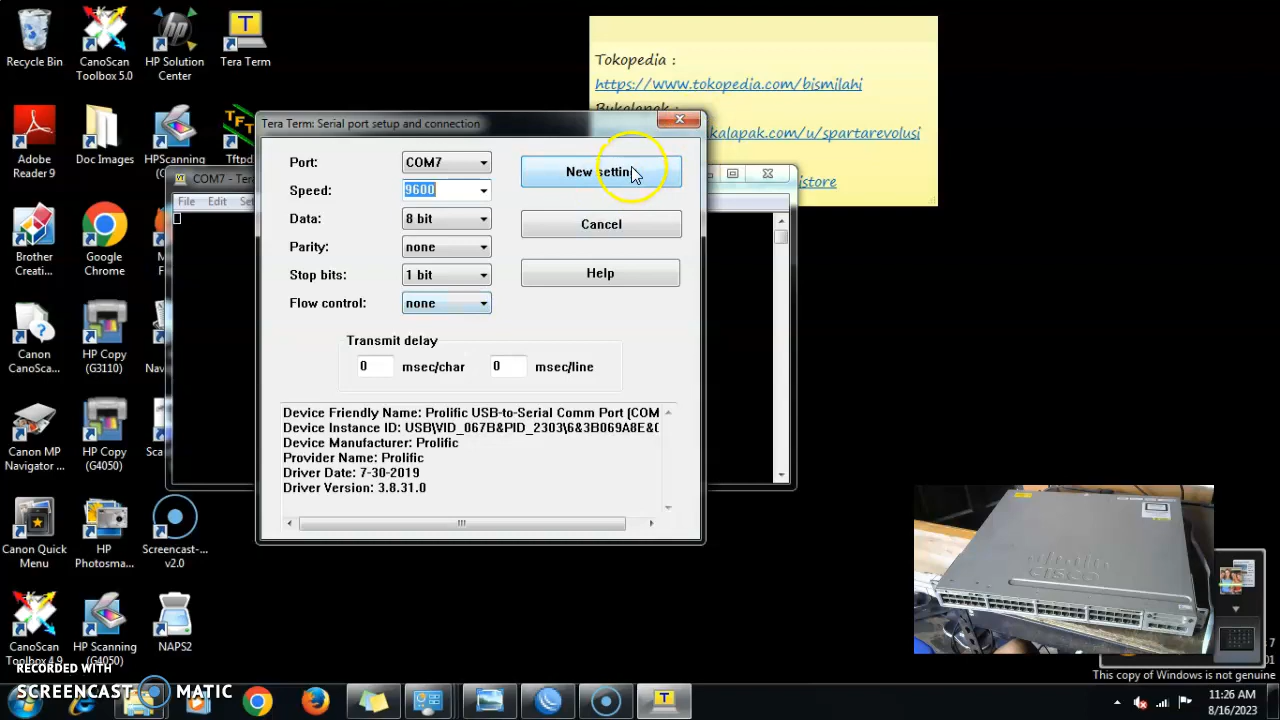 Recycle Bin
CanoScan
Toolbox 5.0
HP Solution
Center
Tera Term
Tokopedia :
https://www.tokopedia.com/bismilahi
Bukalapak :
kalapak.com/u/spartarevolusi
istore
Adobe
Reader 9
Doc Images
HPScanning
Tftpd
Brother
Creati...
Google
Chrome
Canon
CanoSca...
HP Copy
(G3110)
Canon MP
Navigator ...
HP Copy
(G4050)
Canon Quick
Menu
HP
Photosma...
Screencast-...
v2.0
CanoScan
Toolbox 4.9
HP Scanning
(G4050)
NAPS2
COM7 - Ter
File Edit
Tera Term: Serial port setup and connection
Port: COM7
New settin
Speed: 9600
Data: 8 bit
Cancel
Parity: none
Stop bits: 1 bit
Help
Flow control: none
Transmit delay
0 msec/char 0 msec/line
Device Friendly Name: Prolific USB-to-Serial Comm Port (COM
Device Instance ID: USB\VID_067B&PID_2303\6&3B069A8E&0
Device Manufacturer: Prolific
Provider Name: Prolific
Driver Date: 7-30-2019
Driver Version: 3.8.31.0
CISCO
This copy of Windows is not genuine
RECORDED WITH
SCREENCAST MATIC
11:26 AM
8/16/2023